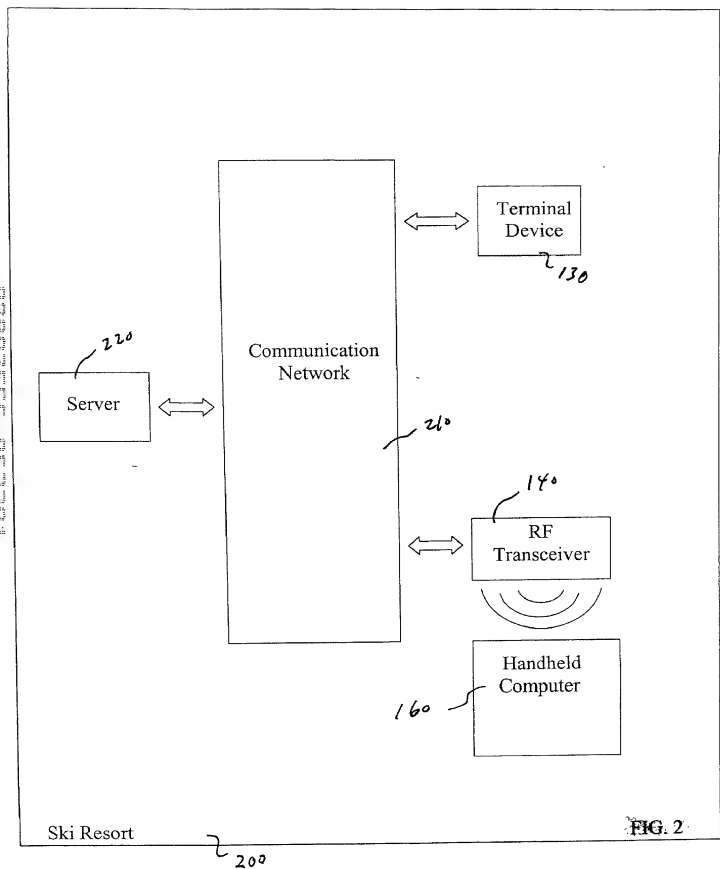 Terminal
Device
130
220
Server
Communication
Network
210
140
RF
Transceiver
Handheld
Computer
160
Ski Resort
200
FIG. 2